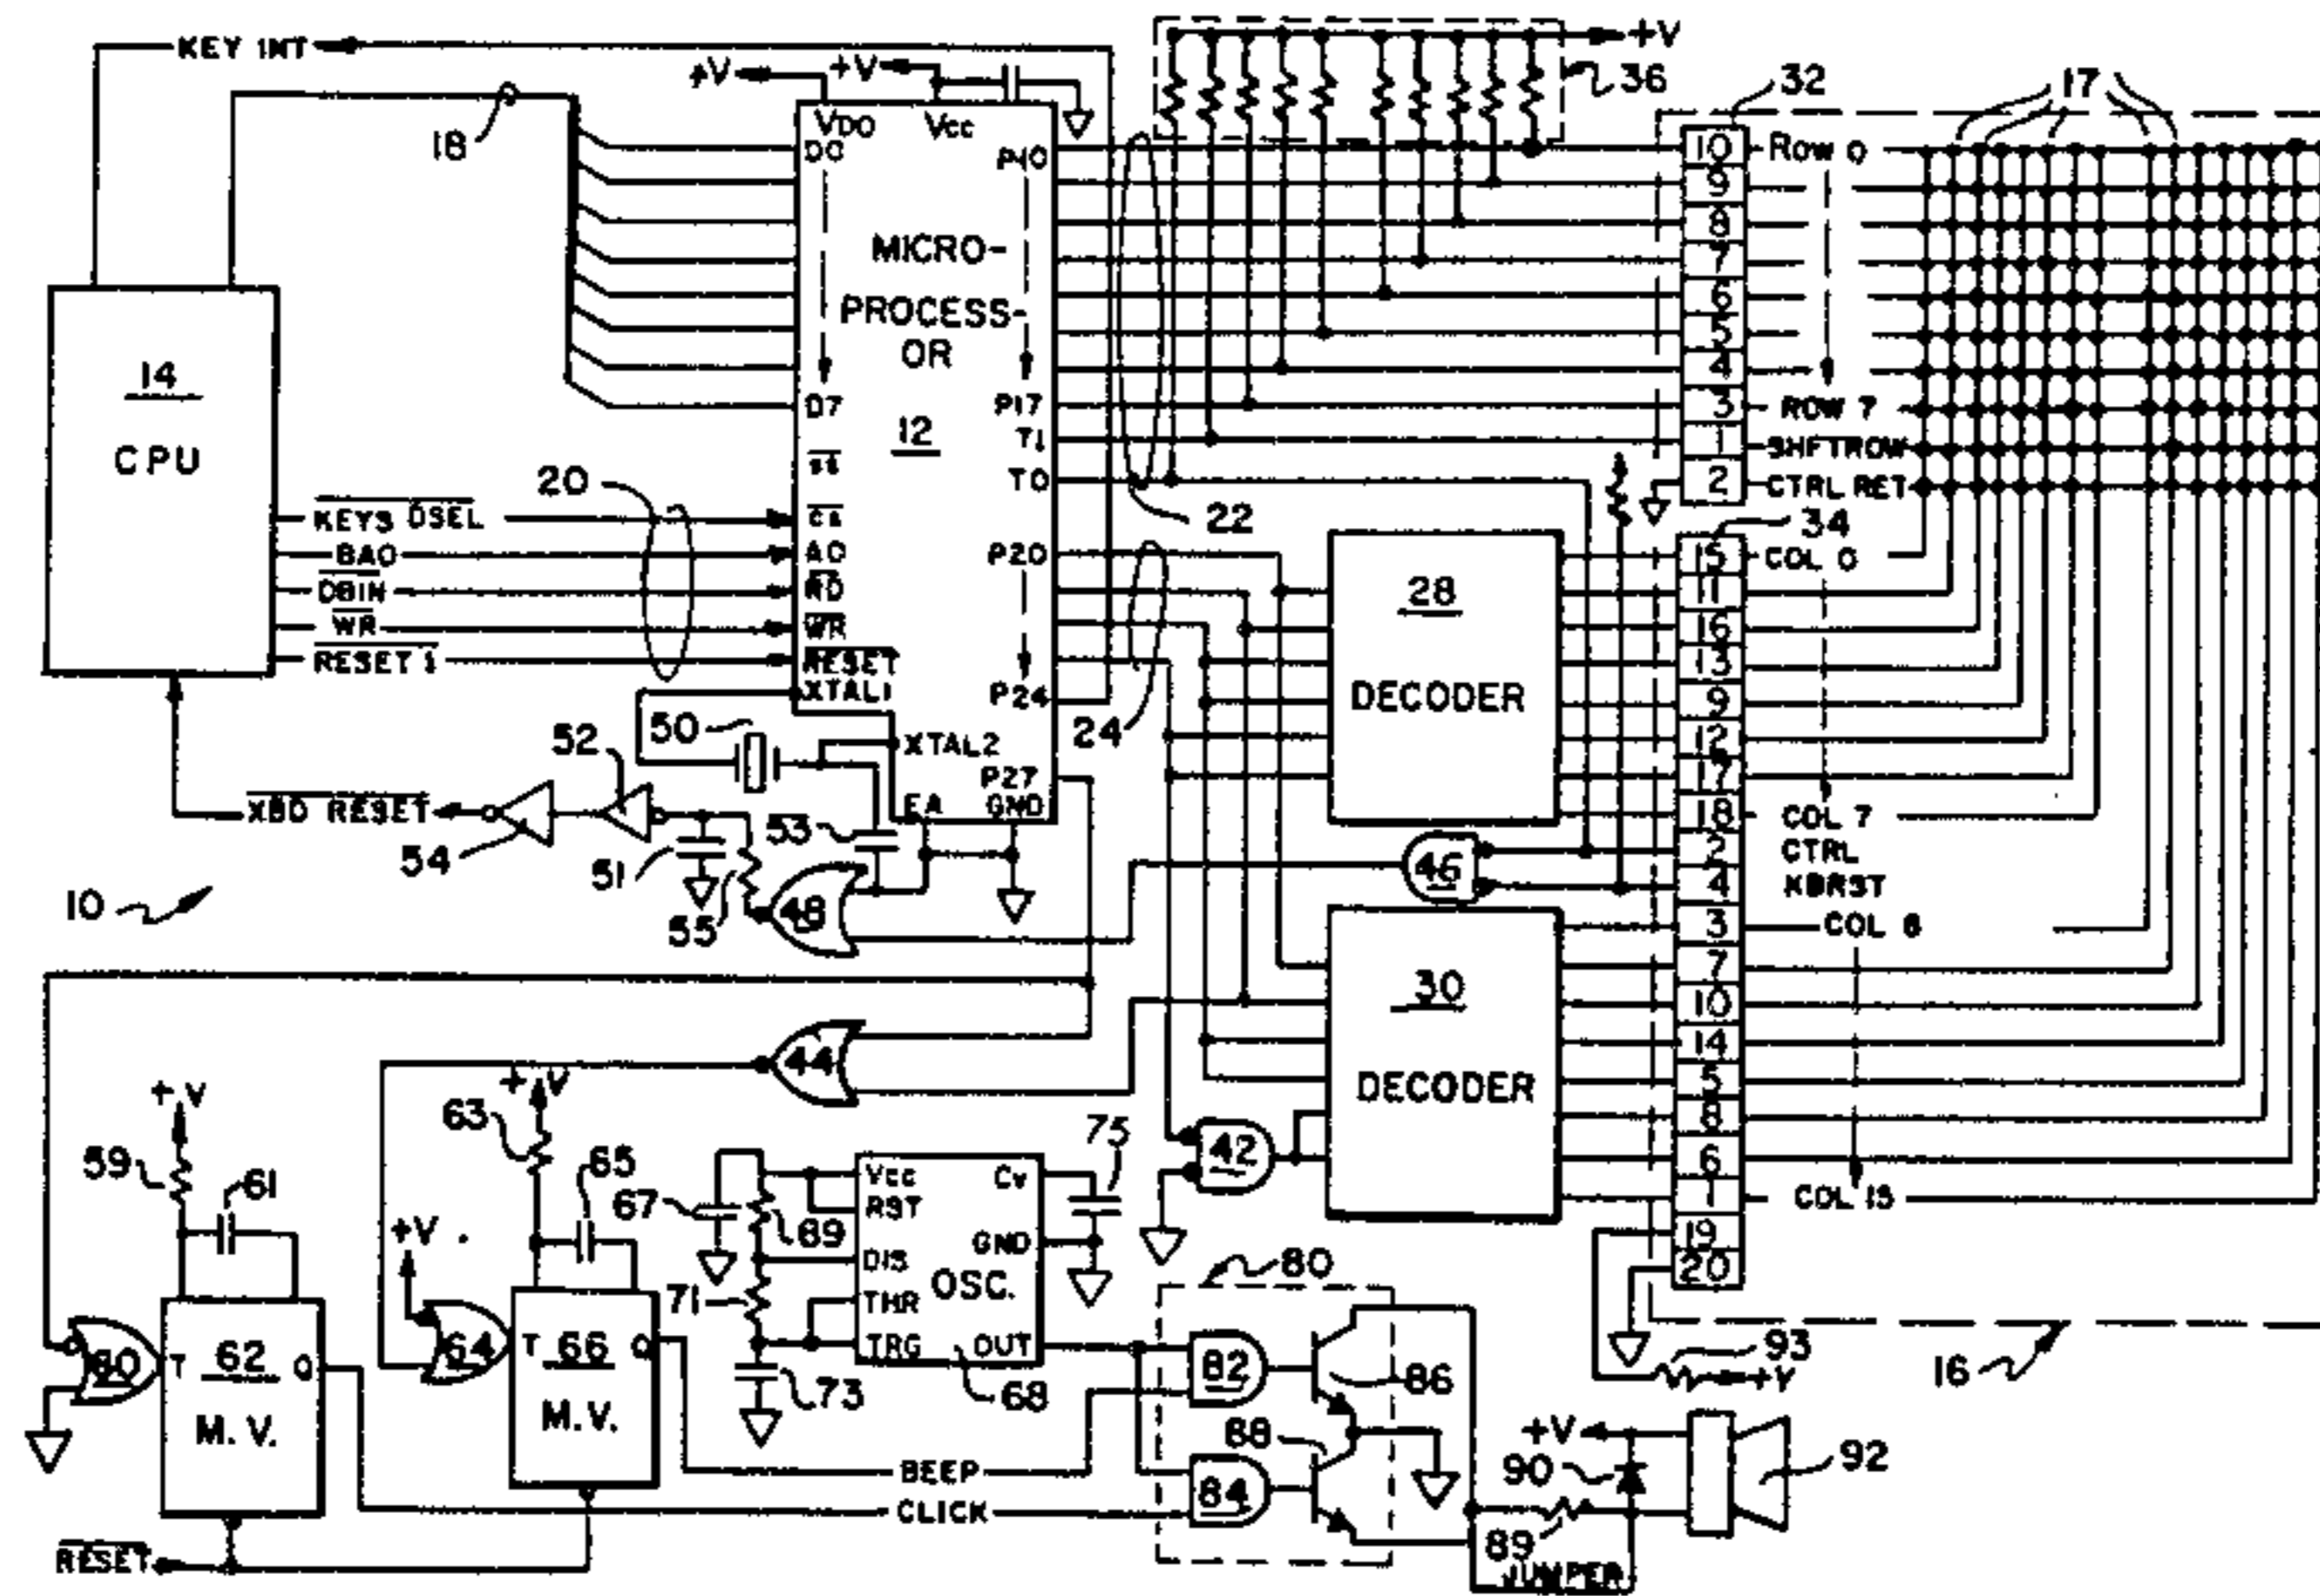 KEY INT
+V
+V
+V
36
32
17
18
VDO
VCC
D0
P10
10
ROW 0
9
8
MICRO-
7
PROCESS-
6
OR
5
14
4
D7
P17
3
ROW 7
CPU
12
T1
1
SHFTROW
20
T0
2
CTRL RET
KEYS DSEL
22
34
BA0
A0
P20
15
COL 0
DBIN
RD
28
11
WR
WR
16
RESET 1
RESET
13
XTAL1
P24
DECODER
9
50
24
12
52
XTAL2
17
P27
XBD RESET
EA
GND
18
COL 7
53
2
CTRL
54
51
46
4
KBRST
10
55
48
3
COL 8
7
30
10
44
14
+V
+V
DECODER
5
63
75
8
59
65
42
6
61
67
VCC
CV
1
COL 15
+V
RST
69
GND
19
DIS
OSC.
80
20
71
THR
60
T
62
Q
64
T
66
Q
TRG
OUT
82
93
73
68
86
16
+V
M.V.
M.V.
88
+V
BEEP
90
92
84
CLICK
89
RESET
JUMPER